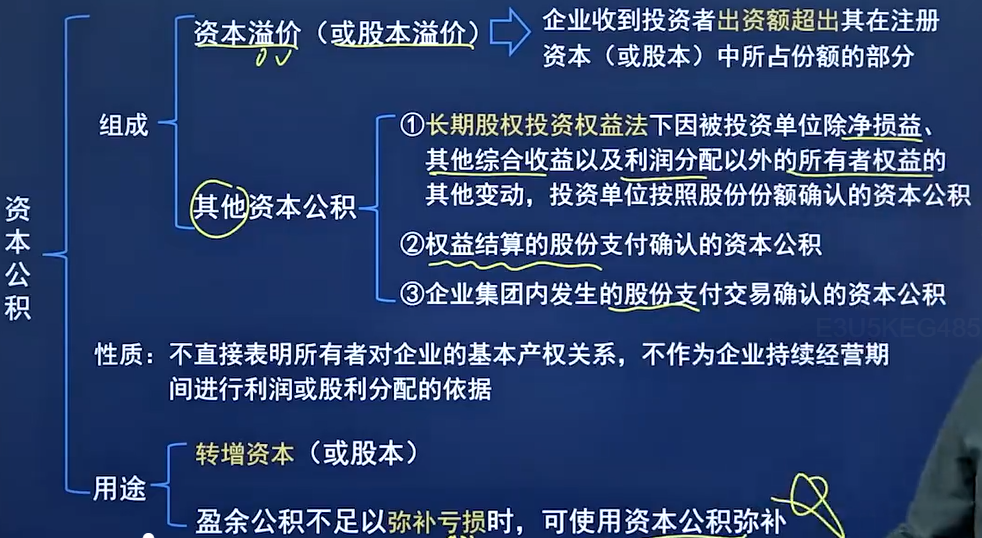 资本溢价（或股本溢价）
企业收到投资者出资额超出其在注册
资本（或股本）中所占份额的部分
组成
①长期股权投资权益法下因被投资单位除净损益、
其他综合收益以及利润分配以外的所有者权益的
其他变动，投资单位按照股份份额确认的资本公积
其他资本公积
②权益结算的股份支付确认的资本公积
③企业集团内发生的股份支付交易确认的资本公积
资本公积
E3U5KEG485
性质：不直接表明所有者对企业的基本产权关系，不作为企业持续经营期
间进行利润或股利分配的依据
转增资本（或股本）
用途
盈余公积不足以弥补亏损时，可使用资本公积弥补